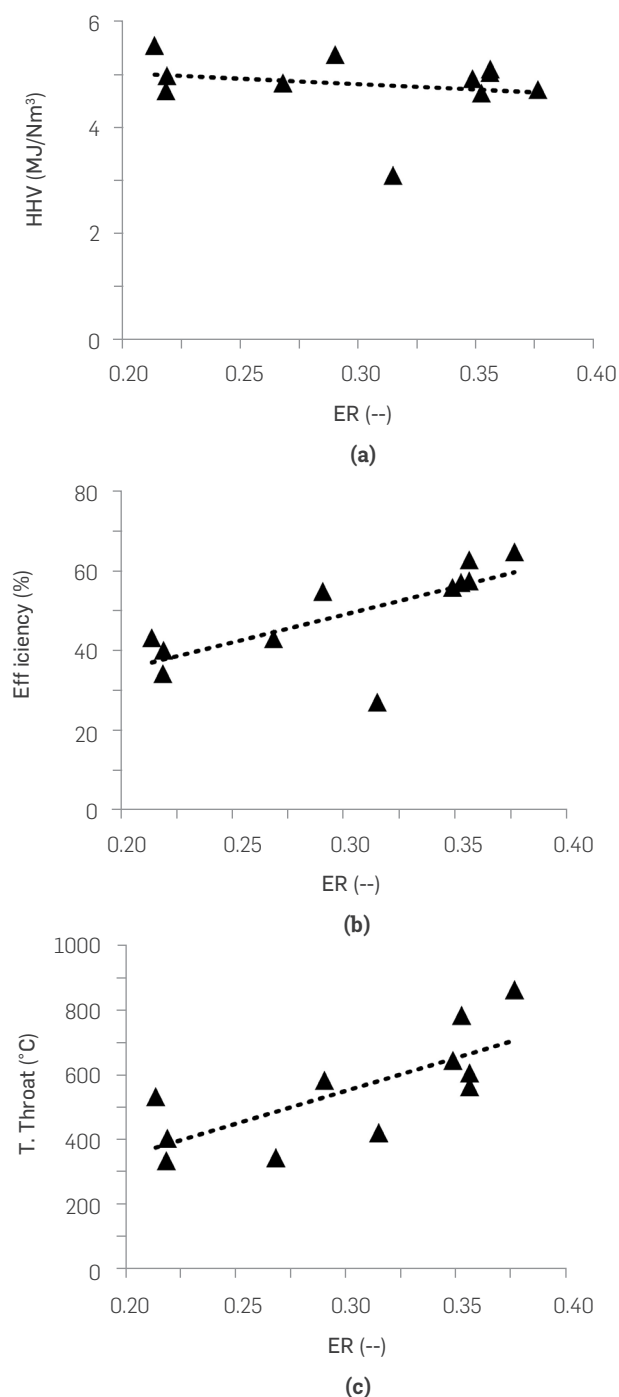 6
4
2
0
0.20 0.25 0.30 0.35 0.40
HHV (MJ/Nm³)
ER (--)
(a)
80
60
40
20
0
0.20 0.25 0.30 0.35 0.40
Eff iciency (%)
ER (--)
(b)
1000
800
600
400
200
0
0.20 0.25 0.30 0.35 0.40
T. Throat (°C)
ER (--)
(c)